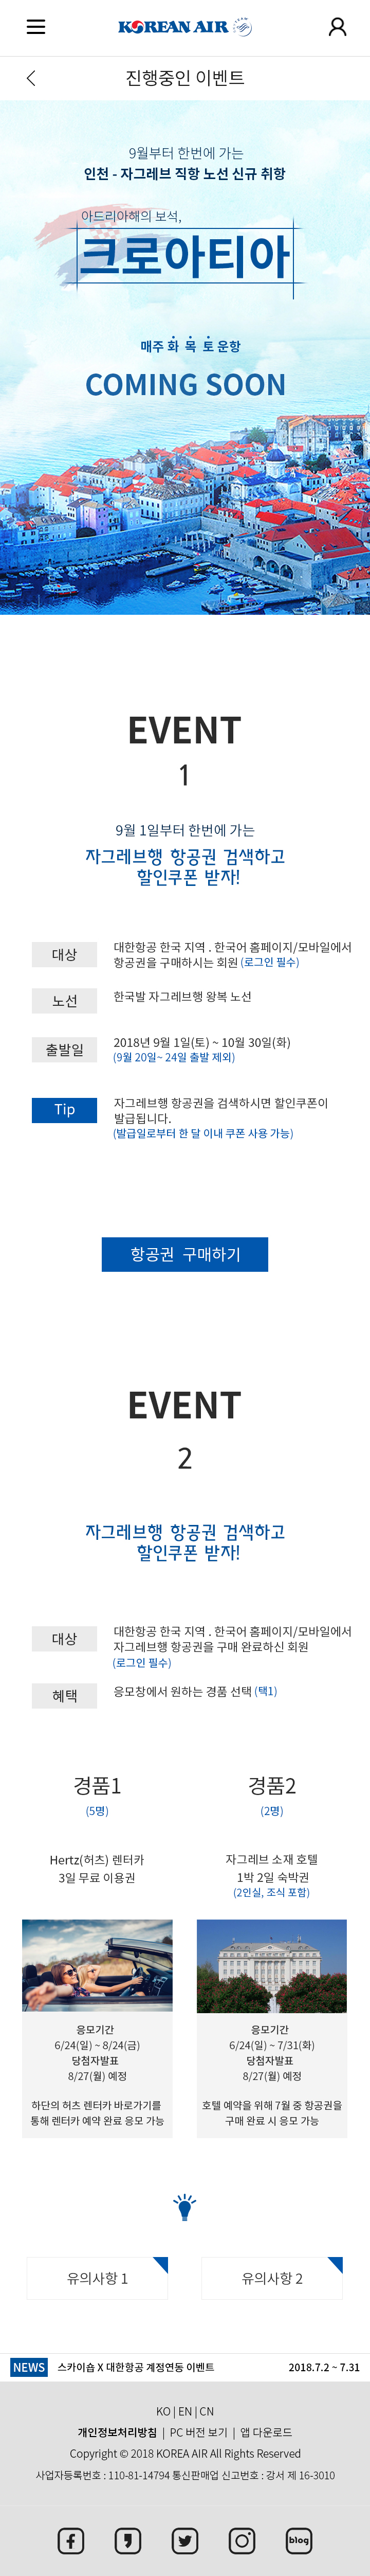 KOREAN AIR
진행중인 이벤트
9월부터 한번에 가는
인천 - 자그레브 직항 노선 신규 취항
아드리아해의 보석,
크로아티아
매주 화 목 토 운항
COMING SOON
EVENT
1
9월 1일부터 한번에 가는
자그레브행 항공권 검색하고
할인쿠폰 받자!
대상
대한항공 한국 지역 . 한국어 홈페이지/모바일에서
항공권을 구매하시는 회원 (로그인 필수)
노선
한국발 자그레브행 왕복 노선
출발일
2018년 9월 1일(토) ~ 10월 30일(화)
(9월 20일~ 24일 출발 제외)
Tip
자그레브행 항공권을 검색하시면 할인쿠폰이
발급됩니다.
(발급일로부터 한 달 이내 쿠폰 사용 가능)
항공권 구매하기
EVENT
2
자그레브행 항공권 검색하고
할인쿠폰 받자!
대상
대한항공 한국 지역 . 한국어 홈페이지/모바일에서
자그레브행 항공권을 구매 완료하신 회원
(로그인 필수)
혜택
응모창에서 원하는 경품 선택 (택1)
경품1
(5명)
Hertz(허츠) 렌터카
3일 무료 이용권
경품2
(2명)
자그레브 소재 호텔
1박 2일 숙박권
(2인실, 조식 포함)
응모기간
6/24(일) ~ 8/24(금)
당첨자발표
8/27(월) 예정
하단의 허츠 렌터카 바로가기를
통해 렌터카 예약 완료 응모 가능
응모기간
6/24(일) ~ 7/31(화)
당첨자발표
8/27(월) 예정
호텔 예약을 위해 7월 중 항공권을
구매 완료 시 응모 가능
유의사항 1
유의사항 2
NEWS 스카이숍 X 대한항공 계정연동 이벤트 2018.7.2 ~ 7.31
KO | EN | CN
개인정보처리방침 | PC 버전 보기 | 앱 다운로드
Copyright © 2018 KOREA AIR All Rights Reserved
사업자등록번호 : 110-81-14794 통신판매업 신고번호 : 강서 제 16-3010
blog